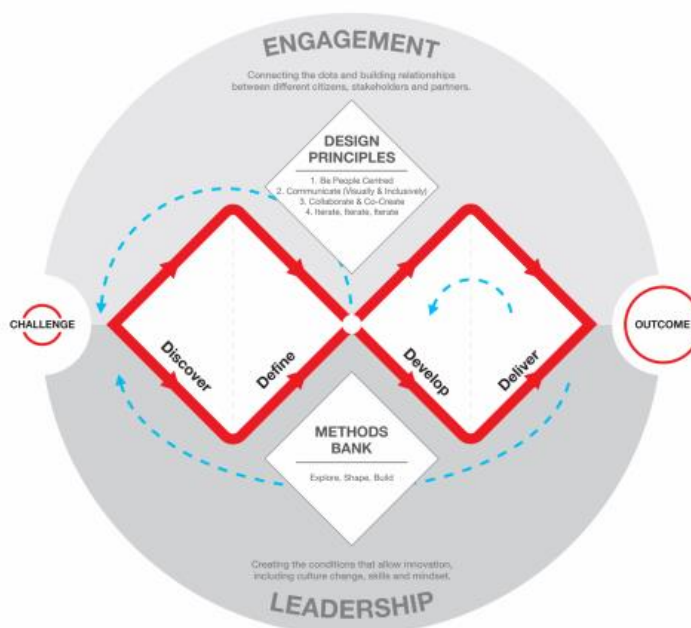 ENGAGEMENT
Connecting the dots and building relationships
between different citizens, stakeholders and partners.
DESIGN
PRINCIPLES
1. Be People Centred
2. Communicate (Visually & Inclusively)
3. Collaborate & Co-Create
4. Iterate, Iterate, Iterate
CHALLENGE
OUTCOME
Discover
Define
Develop
Deliver
METHODS
BANK
Explore, Shape, Build
Creating the conditions that allow innovation,
including culture change, skills and mindset.
LEADERSHIP